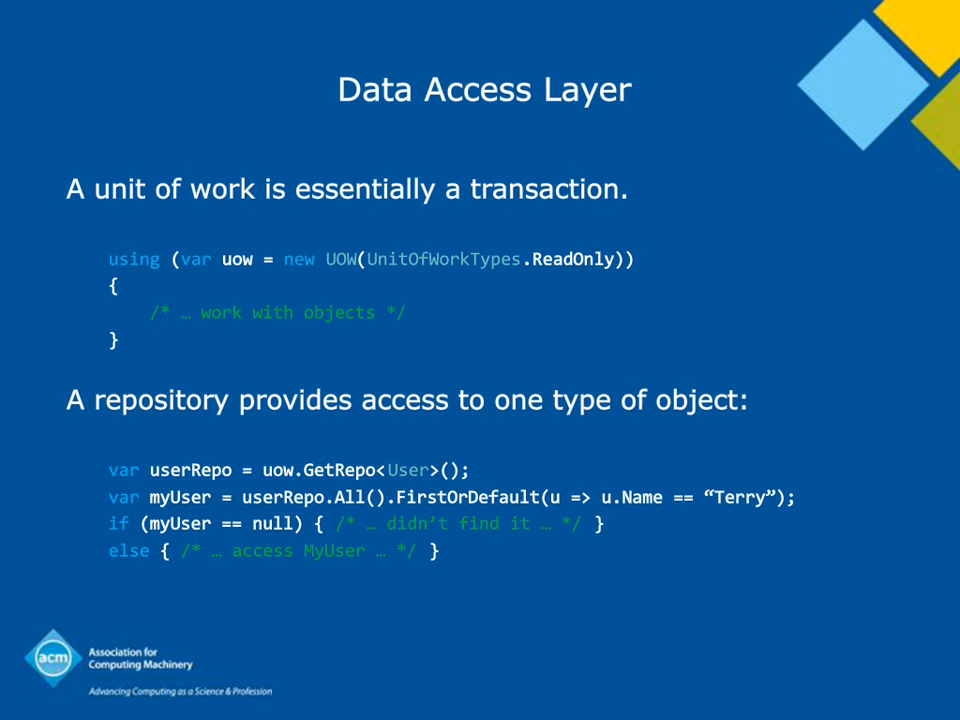 Data Access Layer
A unit of work is essentially a transaction.
using (var uow = new UOW(UnitOfWorkTypes.ReadOnly))
{
/* … work with objects */
}
A repository provides access to one type of object:
var userRepo = uow.GetRepo<User>();
var myUser = userRepo.All().FirstOrDefault(u => u.Name == “Terry”);
if (myUser == null) { /* … didn’t find it … */ }
else { /* … access MyUser … */ }
acm
Association for
Computing Machinery
Advancing Computing as a Science & Profession